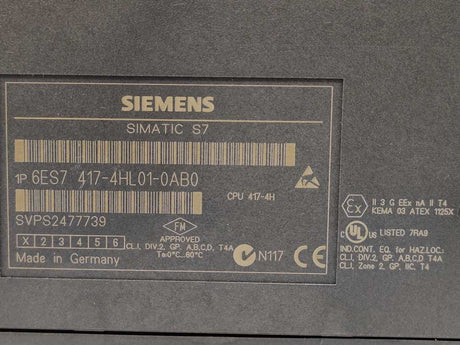 SIEMENS
SIMATIC S7
1P 6ES7 417-4HL01-0AB0
CPU 417-4H
SVPS2477739
X 2 3 4 5 6
Made in Germany
FM
APPROVED
CL.I, DIV.2, GP. A,B,C,D, T4A
Ta:0°C...60°C
N117
CE
Ex
II 3 G EEx nA II T4
KEMA 03 ATEX 1125X
c UL US LISTED 7RA9
IND.CONT. EQ. for HAZ.LOC.:
CL.I, DIV.2, GP. A,B,C,D, T4A
CL.I, Zone 2, GP. IIC, T4